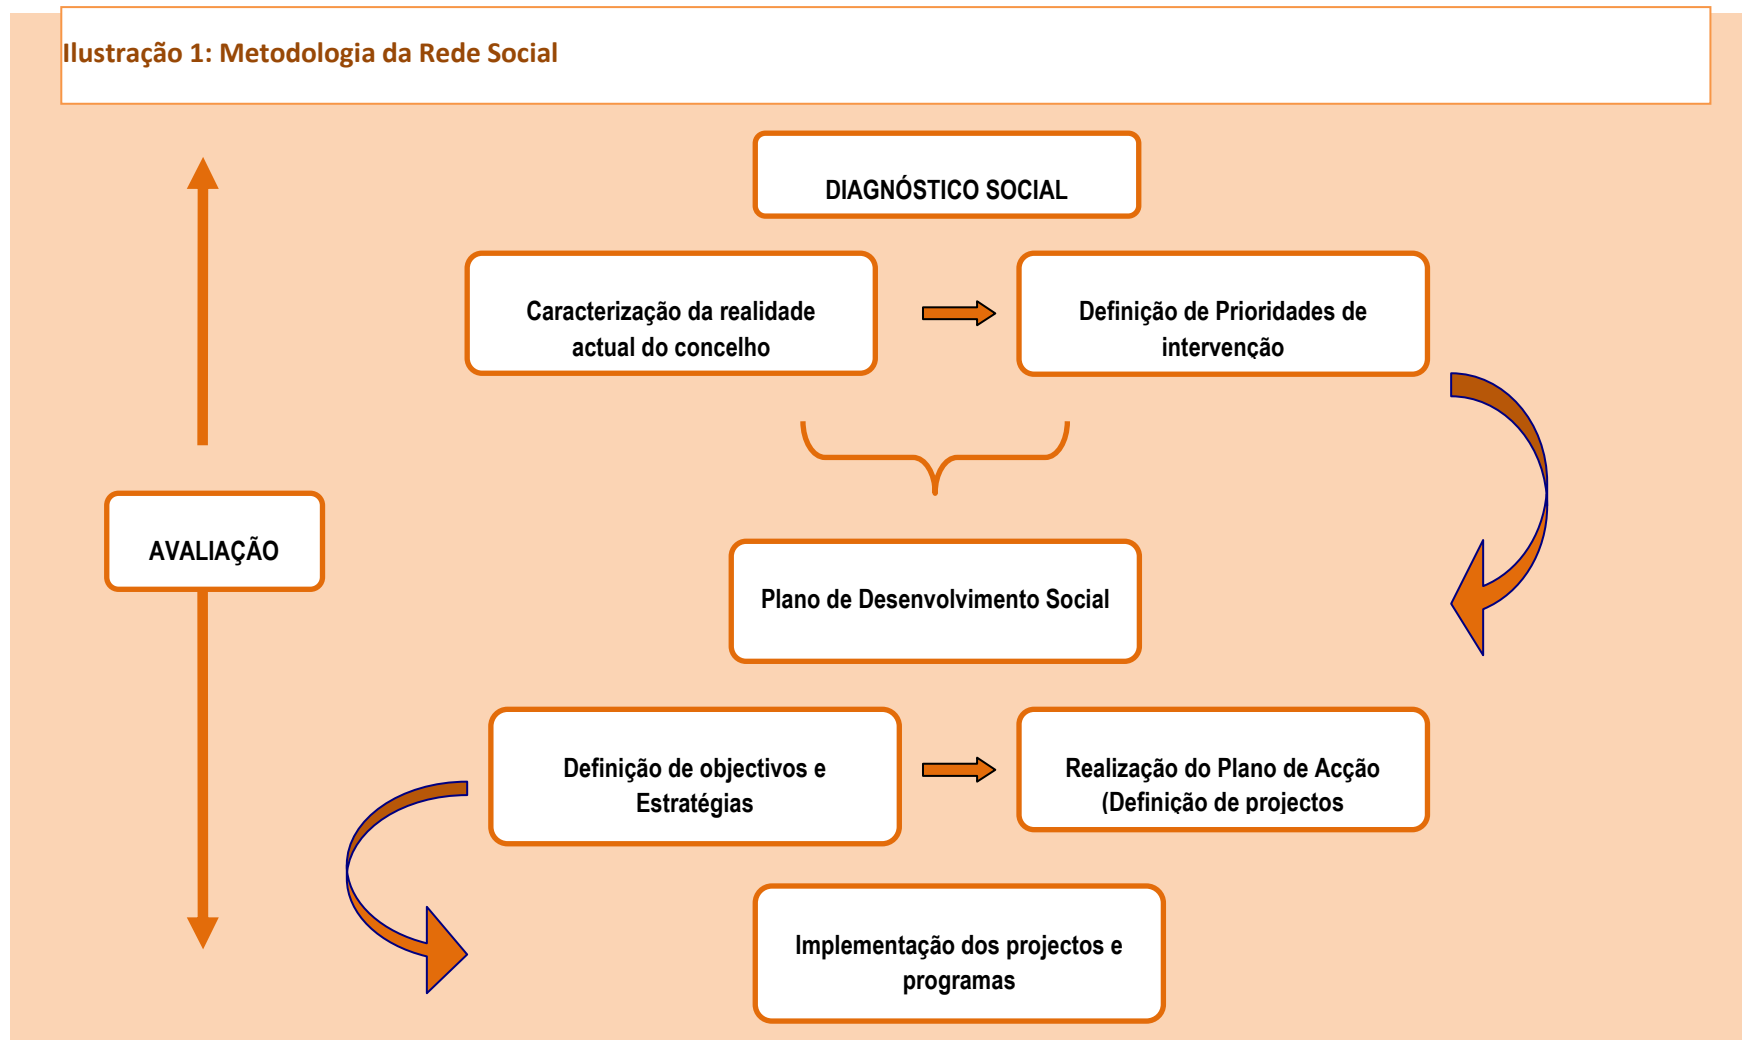 Ilustração 1: Metodologia da Rede Social
DIAGNÓSTICO SOCIAL
Caracterização da realidade
actual do concelho
Definição de Prioridades de
intervenção
AVALIAÇÃO
Plano de Desenvolvimento Social
Definição de objectivos e
Estratégias
Realização do Plano de Acção
(Definição de projectos
Implementação dos projectos e
programas